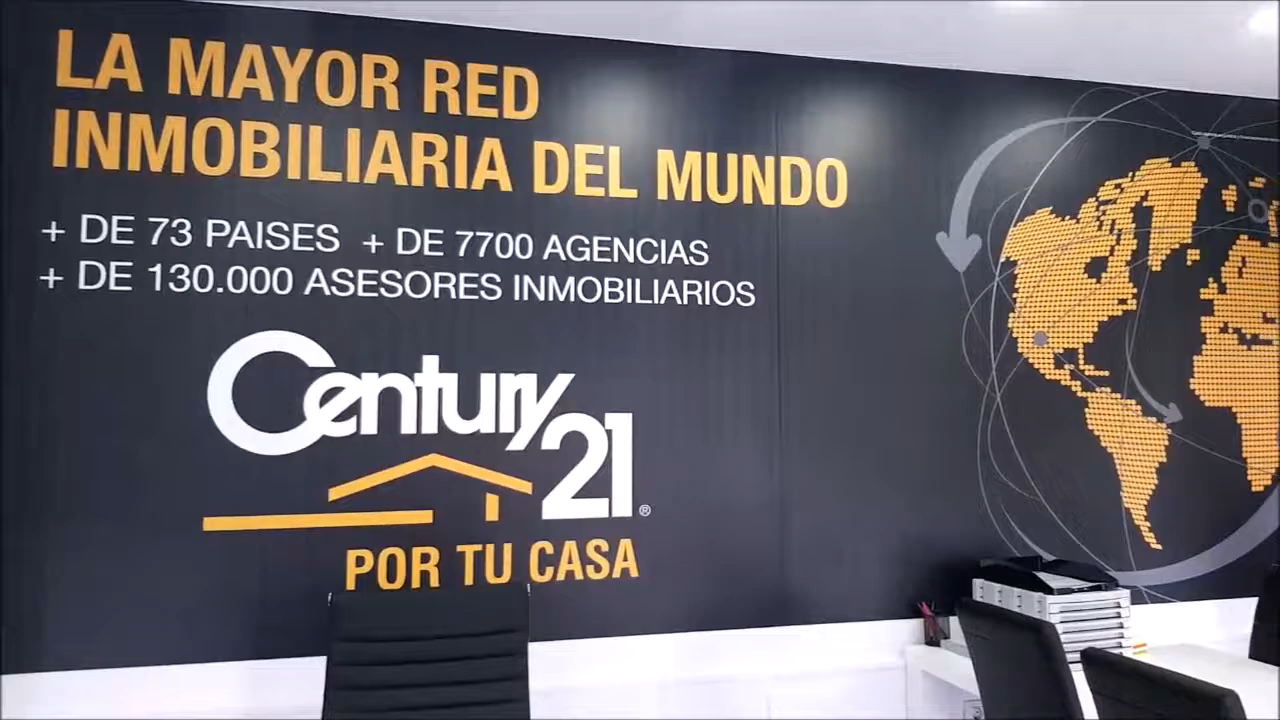 LA MAYOR RED
INMOBILIARIA DEL MUNDO
+ DE 73 PAISES + DE 7700 AGENCIAS
+ DE 130.000 ASESORES INMOBILIARIOS
Century
21®
POR TU CASA